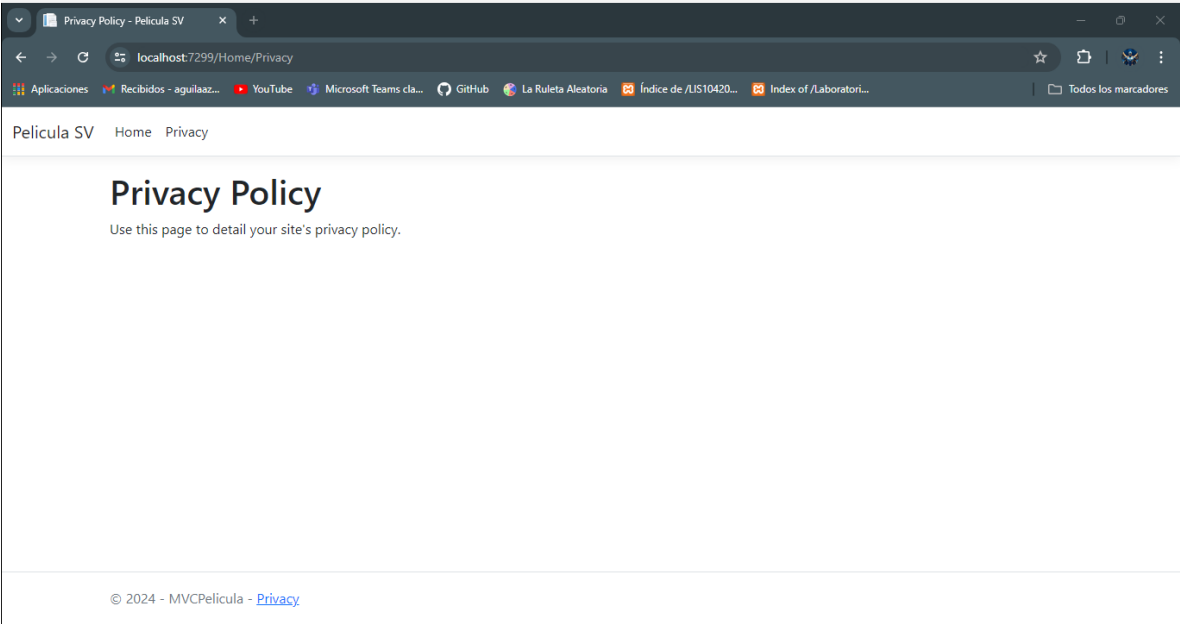 Privacy Policy - Pelicula SV
localhost:7299/Home/Privacy
Aplicaciones Recibidos - aguilaaz... YouTube Microsoft Teams cla... GitHub La Ruleta Aleatoria Índice de /LIS10420... Index of /Laboratori... Todos los marcadores
Pelicula SV Home Privacy
Privacy Policy
Use this page to detail your site's privacy policy.
© 2024 - MVCPelicula - Privacy